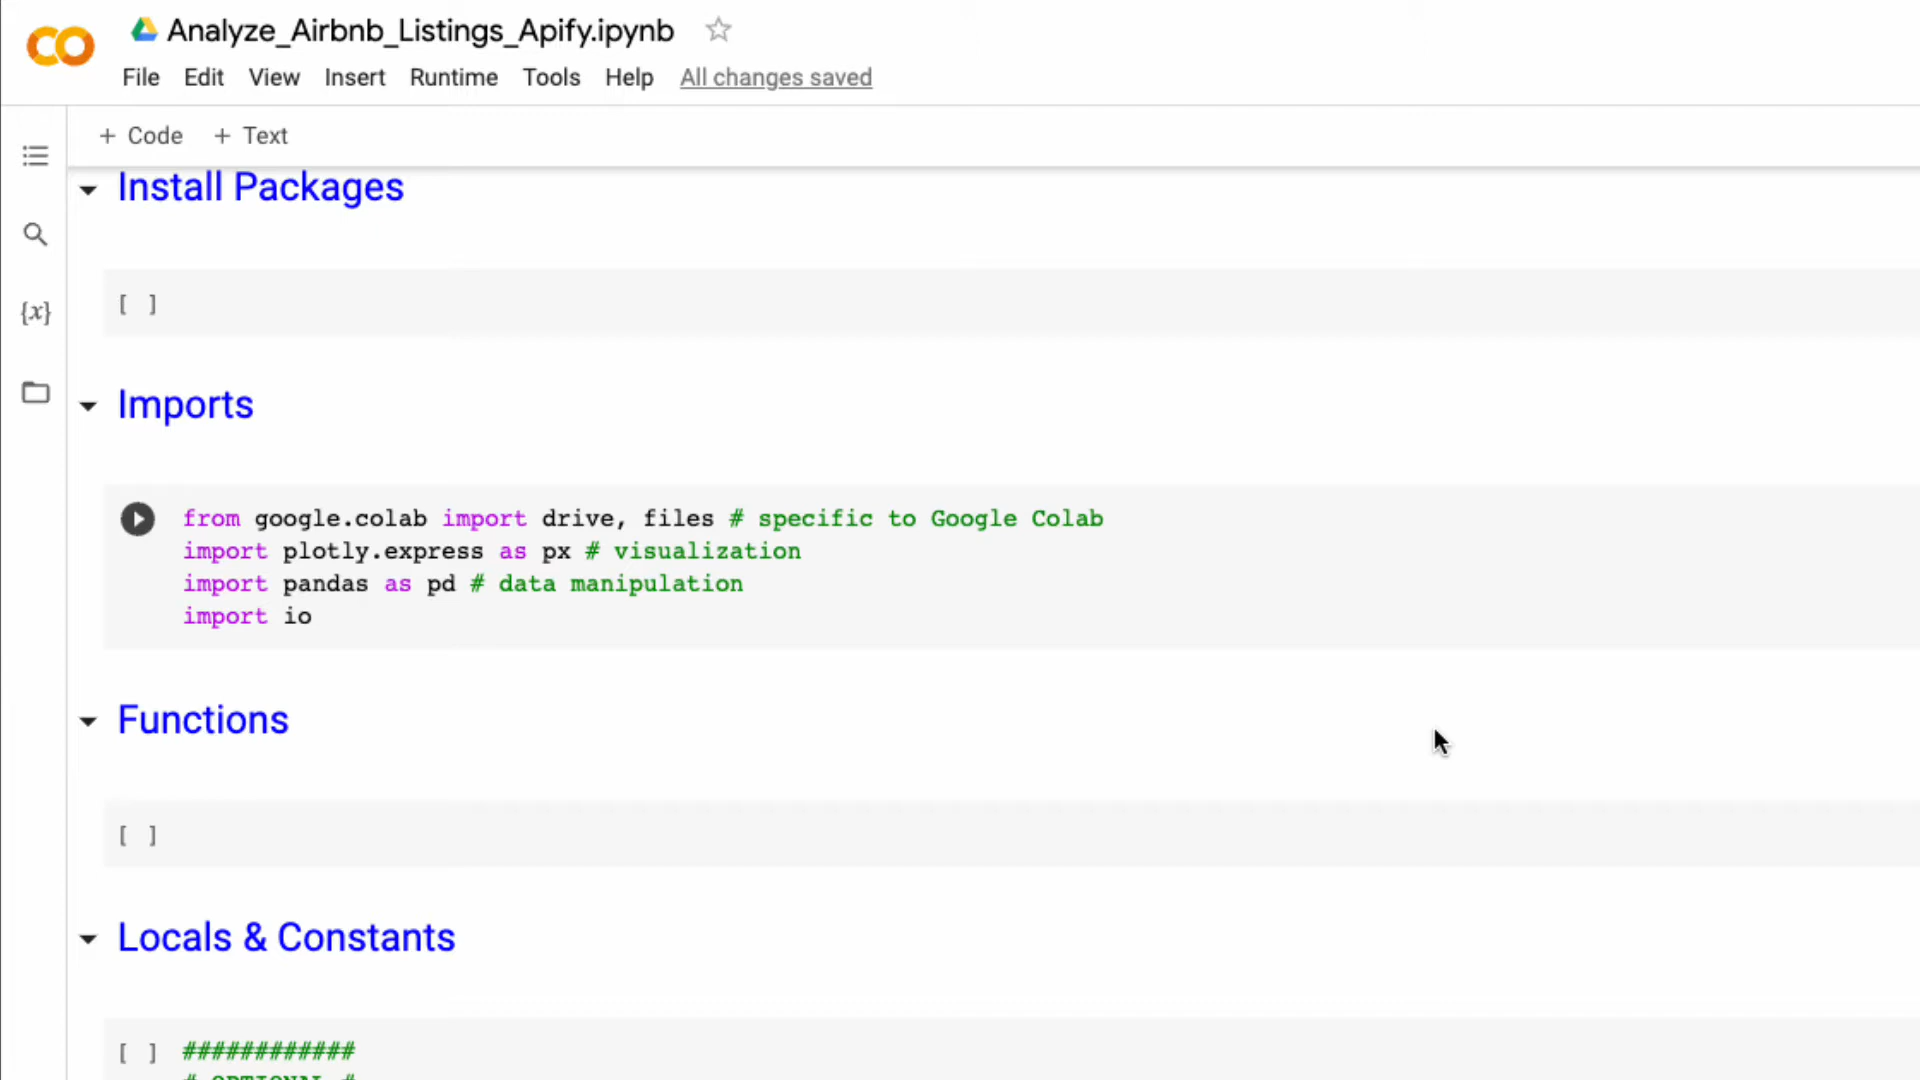 Analyze_Airbnb_Listings_Apify.ipynb
File Edit View Insert Runtime Tools Help All changes saved
+ Code + Text
Install Packages
[ ]
{x}
Imports
from google.colab import drive, files # specific to Google Colab
import plotly.express as px # visualization
import pandas as pd # data manipulation
import io
Functions
[ ]
Locals & Constants
[ ] ############
# OPTIONAL #